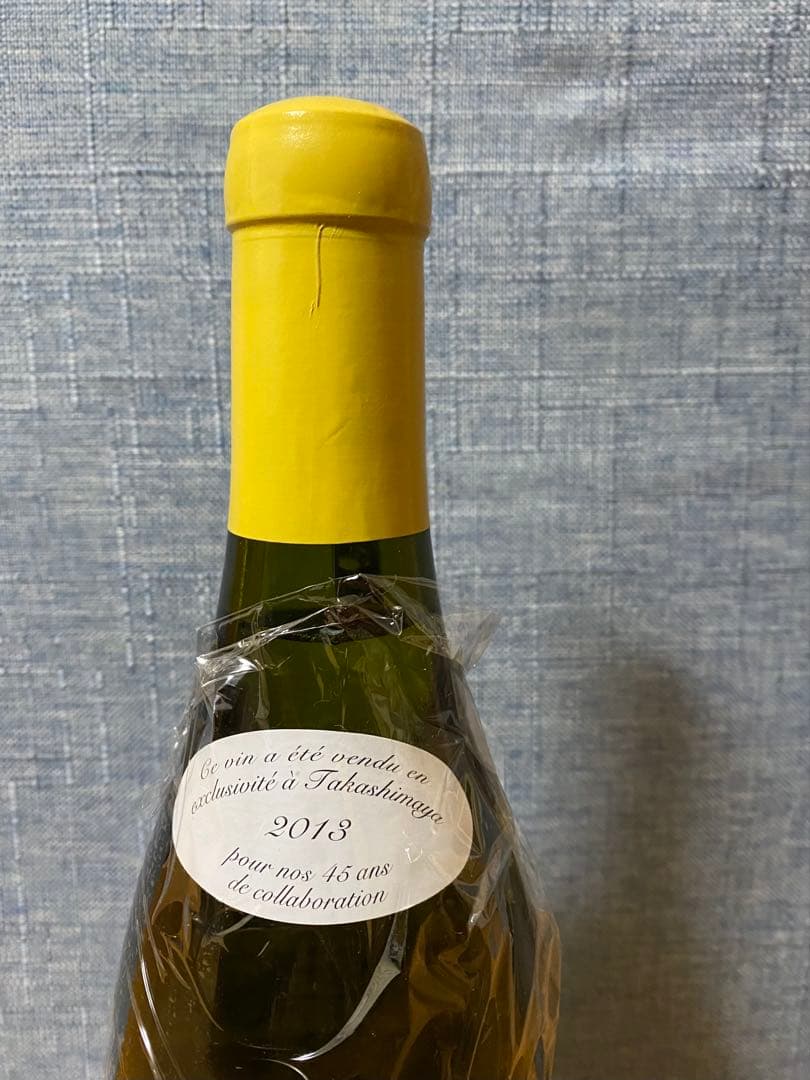 Ce vin a été vendu en
exclusivité à Takashimaya
2013
pour nos 45 ans
de collaboration